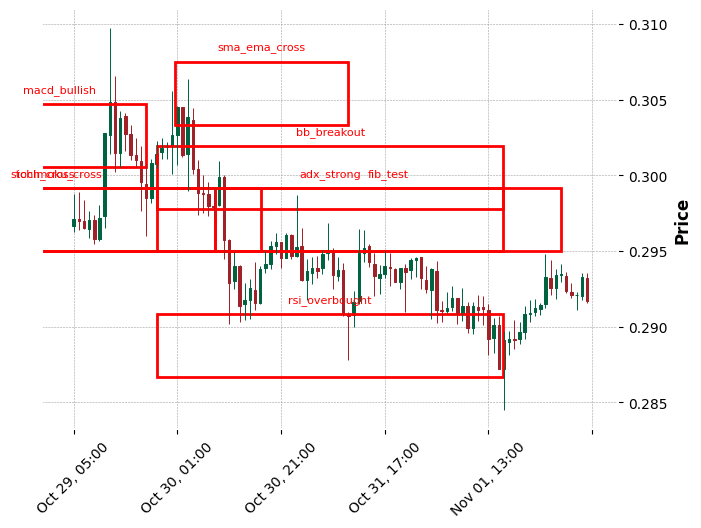 sma_ema_cross
macd_bullish
bb_breakout
adx_strong
fib_test
rsi_overbought
0.310
0.305
0.300
0.295
0.290
0.285
Price
Oct 29, 05:00
Oct 30, 01:00
Oct 30, 21:00
Oct 31, 17:00
Nov 01, 13:00